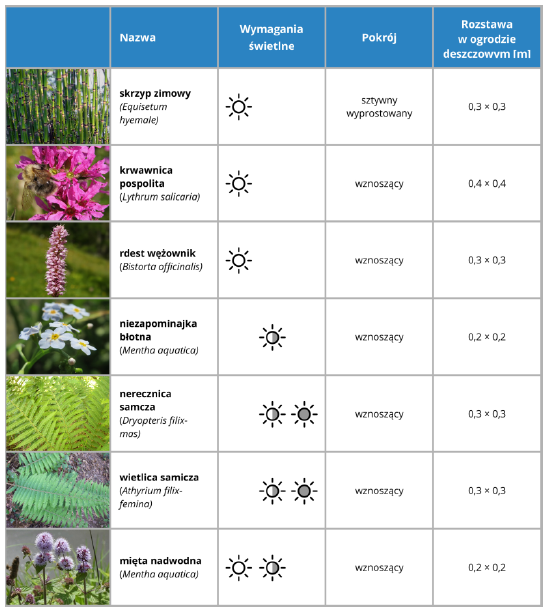 Nazwa
Wymagania
świetlne
Pokrój
Rozstawa
w ogrodzie
deszczowym [m]
skrzyp zimowy
(Equisetum
hyemale)
sztywny
wyprostowany
0,3 × 0,3
krwawnica
pospolita
(Lythrum salicaria)
wznoszący
0,4 × 0,4
rdest wężownik
(Bistorta officinalis)
wznoszący
0,3 × 0,3
niezapominajka
błotna
(Mentha aquatica)
wznoszący
0,2 × 0,2
nerecznica
samcza
(Dryopteris filix-
mas)
wznoszący
0,3 × 0,3
wietlica samicza
(Athyrium filix-
femina)
wznoszący
0,3 × 0,3
mięta nadwodna
(Mentha aquatica)
wznoszący
0,2 × 0,2